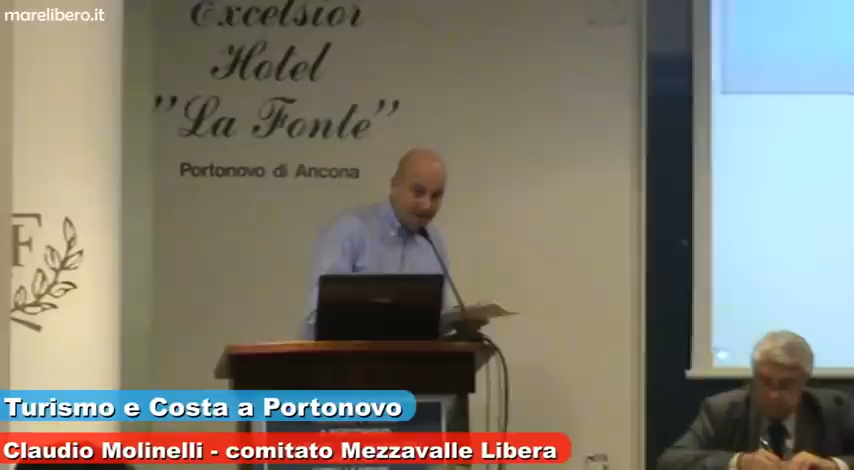 marelibero.it
Excelsior
Hotel
"La Fonte"
Portonovo di Ancona
F
Turismo e Costa a Portonovo
Claudio Molinelli - comitato Mezzavalle Libera